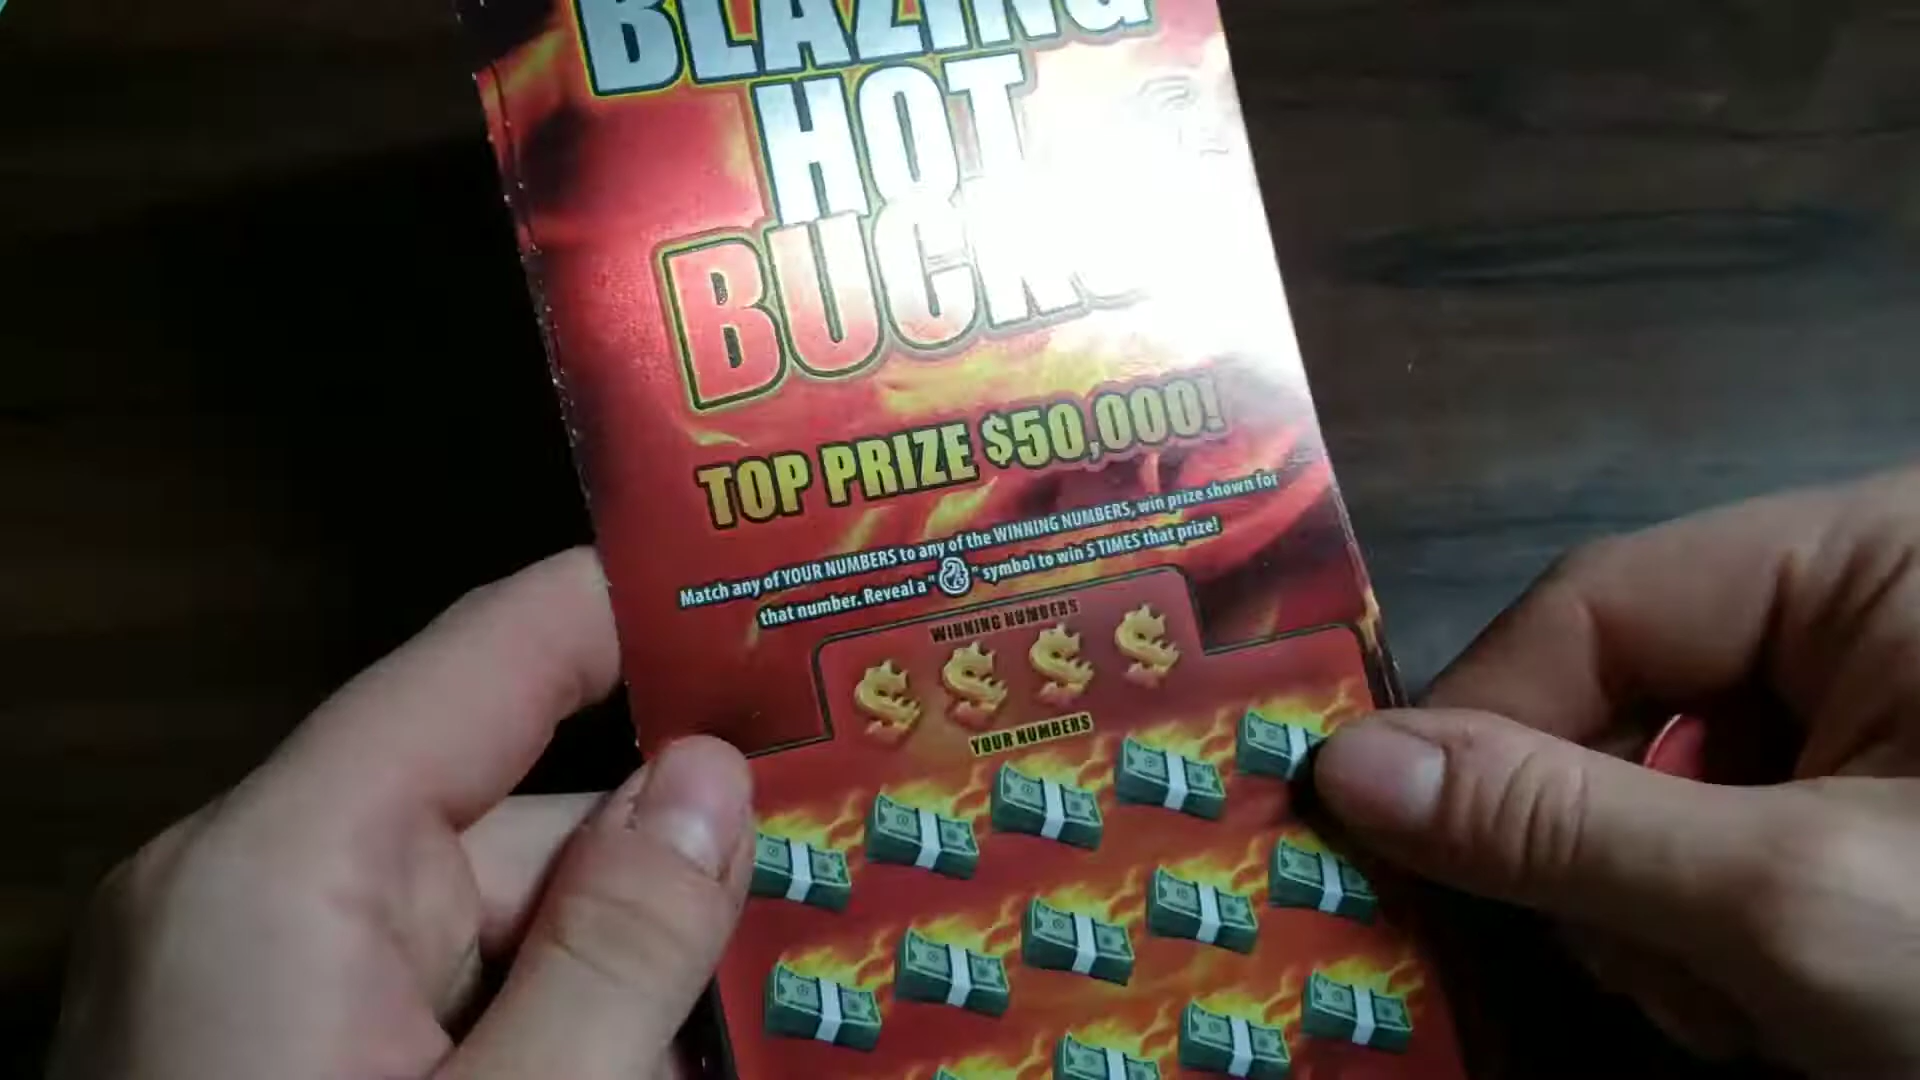 BLAZING
HOT
BUCKS
TOP PRIZE $50,000!
Match any of YOUR NUMBERS to any of the WINNING NUMBERS, win prize shown for
that number. Reveal a " " symbol to win 5 TIMES that prize!
WINNING NUMBERS
$ $ $ $
YOUR NUMBERS